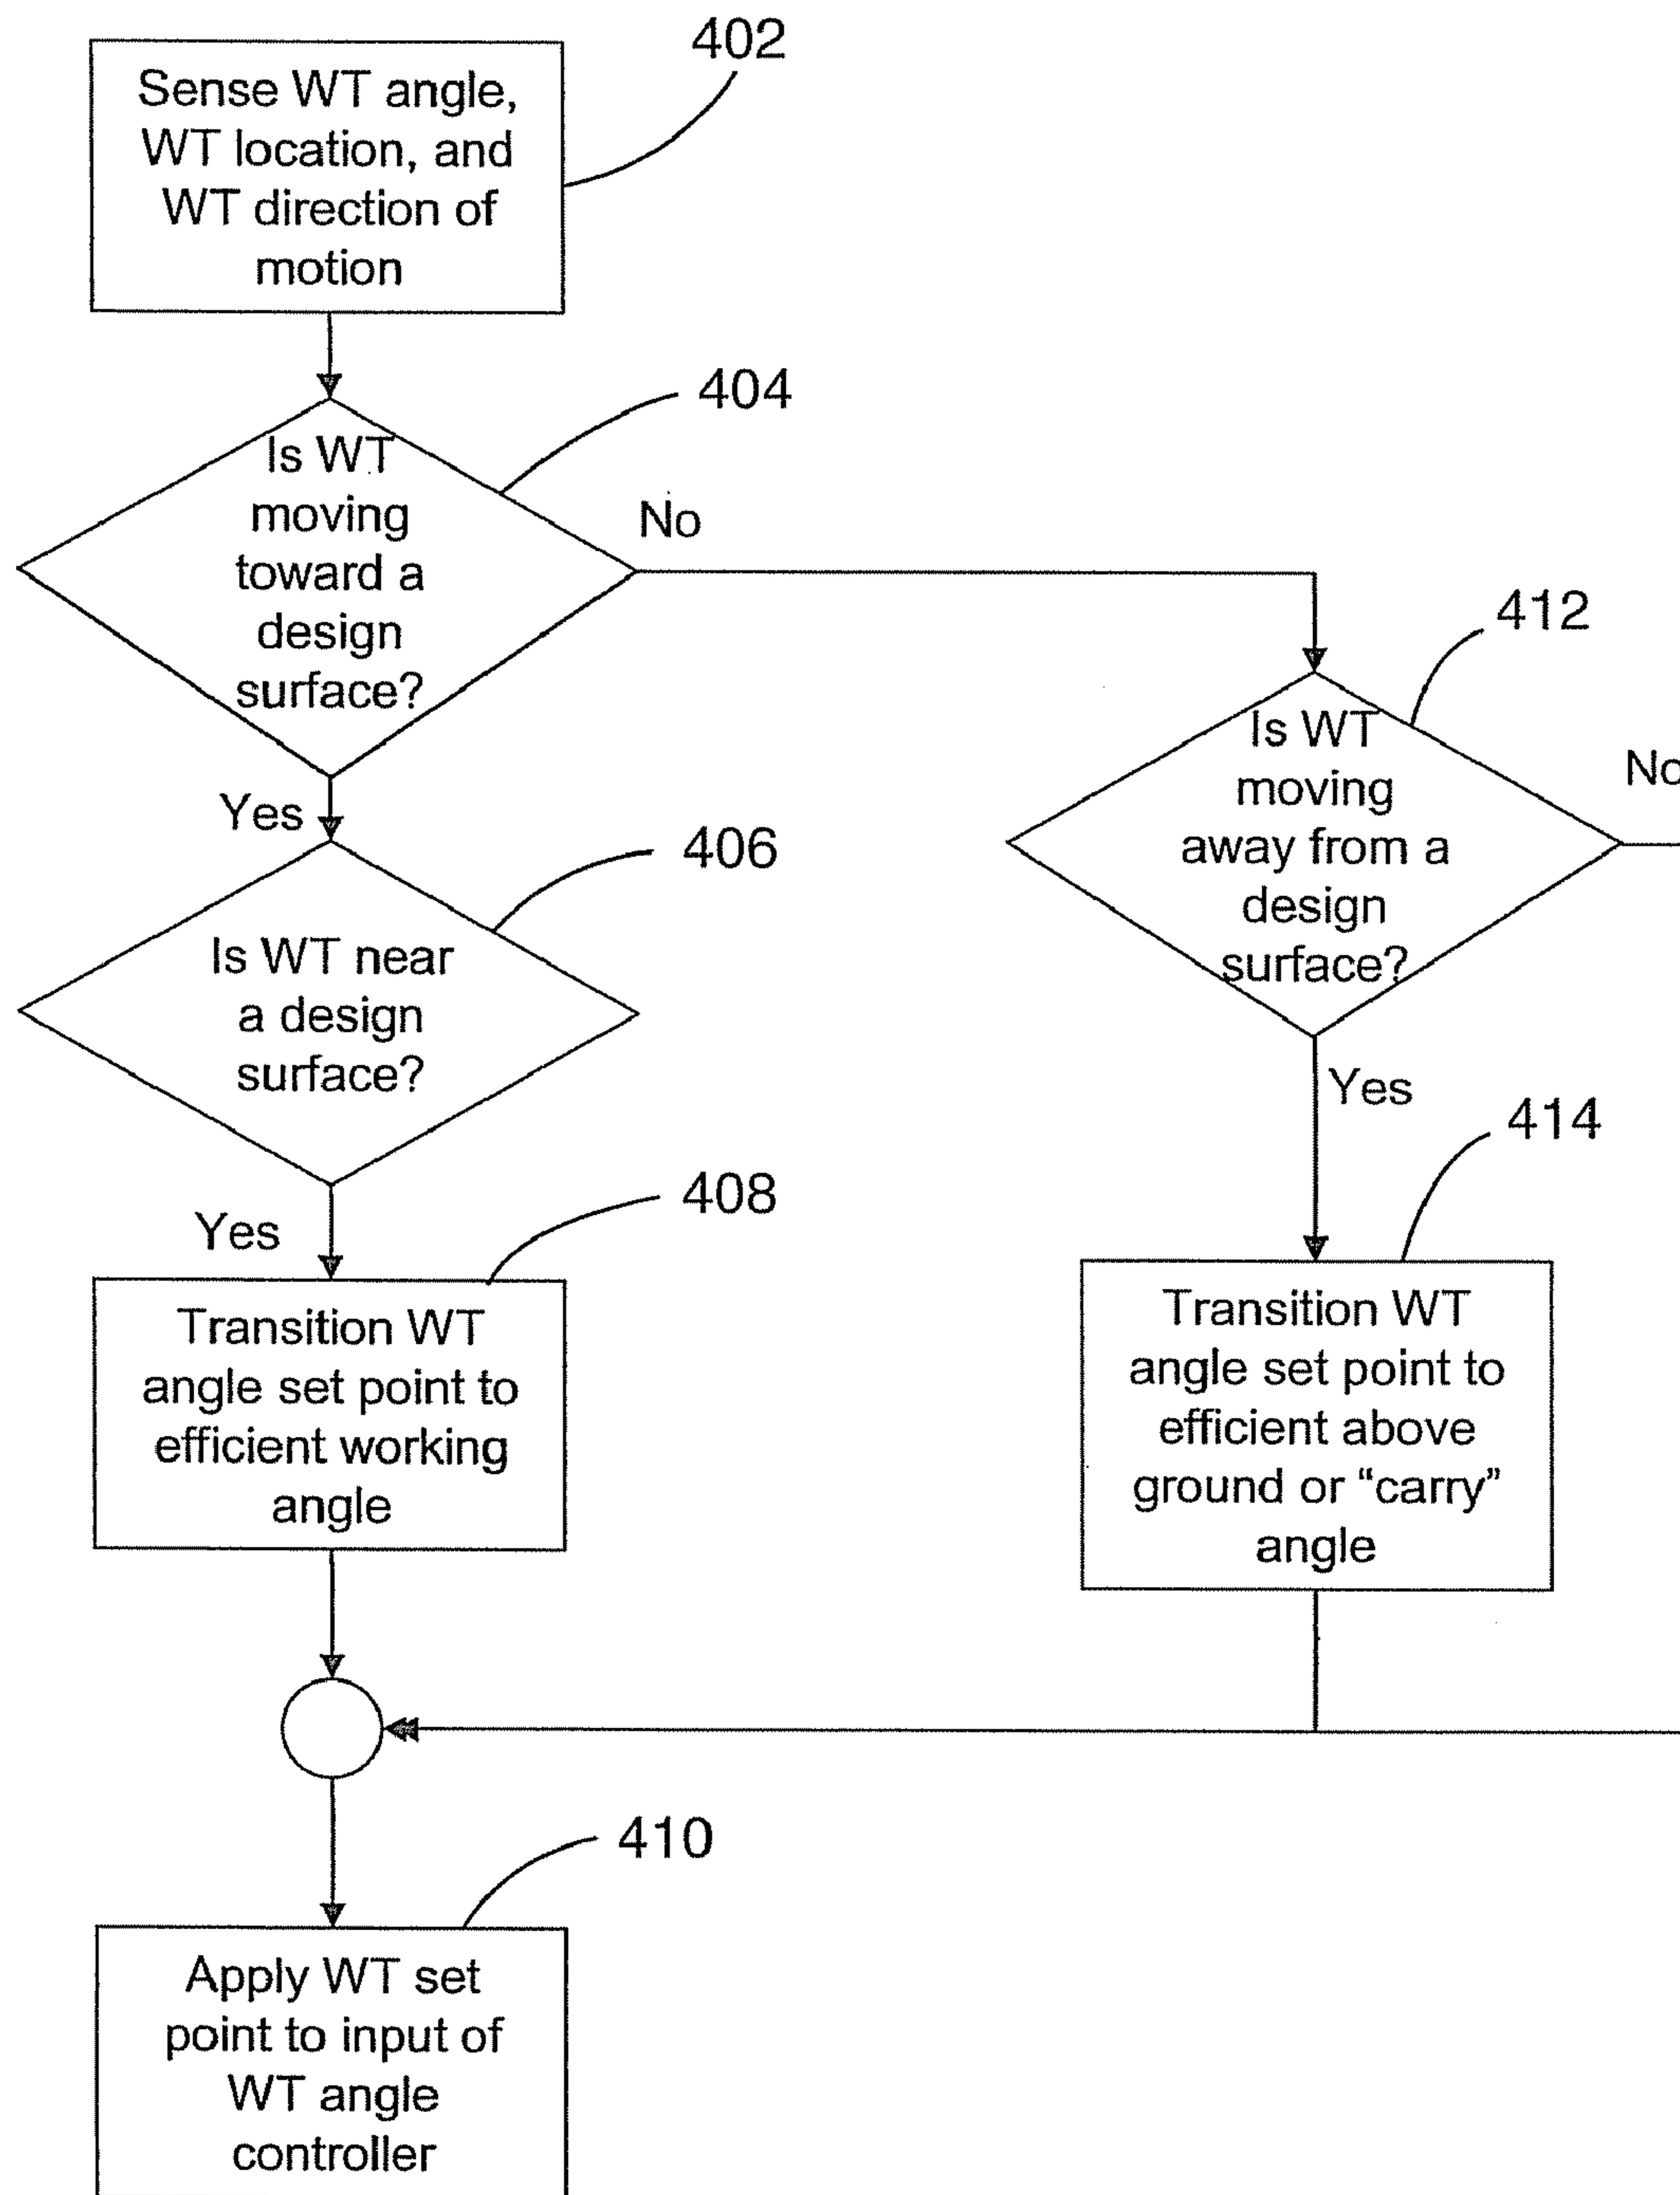 402
Sense WT angle,
WT location, and
WT direction of
motion
404
Is WT
moving
toward a
design
surface?
No
Yes
406
Is WT near
a design
surface?
Yes
408
Transition WT
angle set point to
efficient working
angle
412
Is WT
moving
away from a
design
surface?
No
Yes
414
Transition WT
angle set point to
efficient above
ground or “carry”
angle
410
Apply WT set
point to input of
WT angle
controller